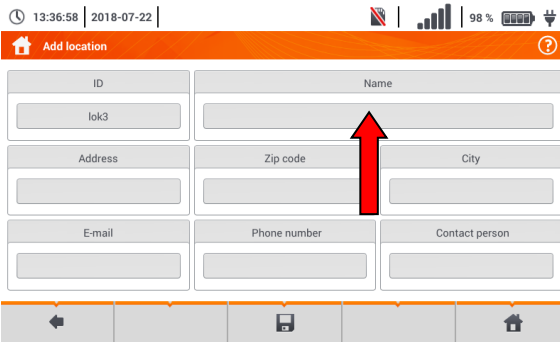 13:36:58 2018-07-22 98 %
Add location ?
ID Name
lok3
Address Zip code City
E-mail Phone number Contact person